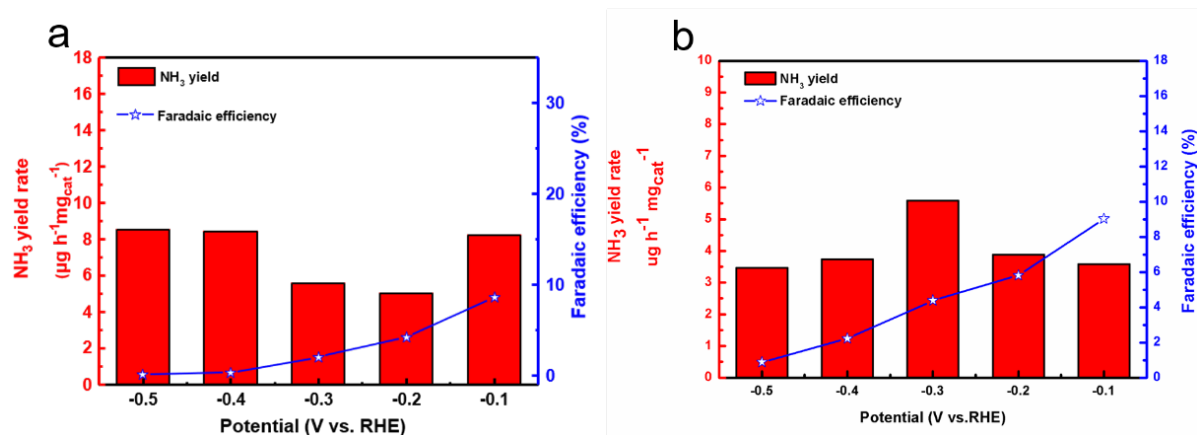 a
18
16
14
12
10
8
6
4
2
0
NH3 yield rate
(µg h-1mgcat-1)
NH3 yield
Faradaic efficiency
30
20
10
0
Faradaic efficiency (%)
-0.5 -0.4 -0.3 -0.2 -0.1
Potential (V vs. RHE)
b
10
9
8
7
6
5
4
3
2
1
0
NH3 yield rate
ug h-1 mgcat-1
NH3 yield
Faradaic efficiency
18
16
14
12
10
8
6
4
2
0
Faradaic efficiency (%)
-0.5 -0.4 -0.3 -0.2 -0.1
Potential (V vs.RHE)